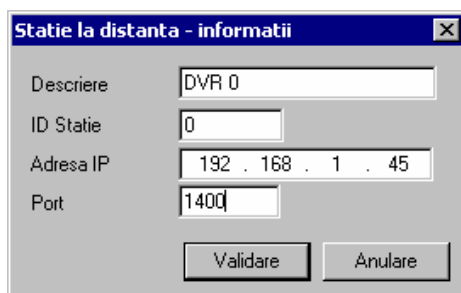 Statie la distanta - informatii
Descriere DVR 0
ID Statie 0
Adresa IP 192 . 168 . 1 . 45
Port 1400
Validare Anulare